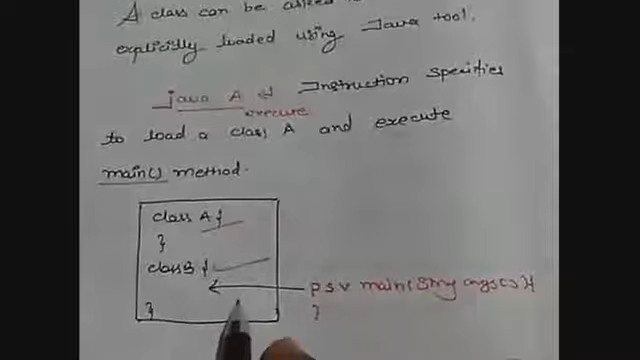 A class can be asked
explicitly loaded using Java tool.
java A ↵ Instruction specifies
execute
to load a class A and execute
main() method.
class A {
}
class B {
}
p s v main(String args[]) {
}